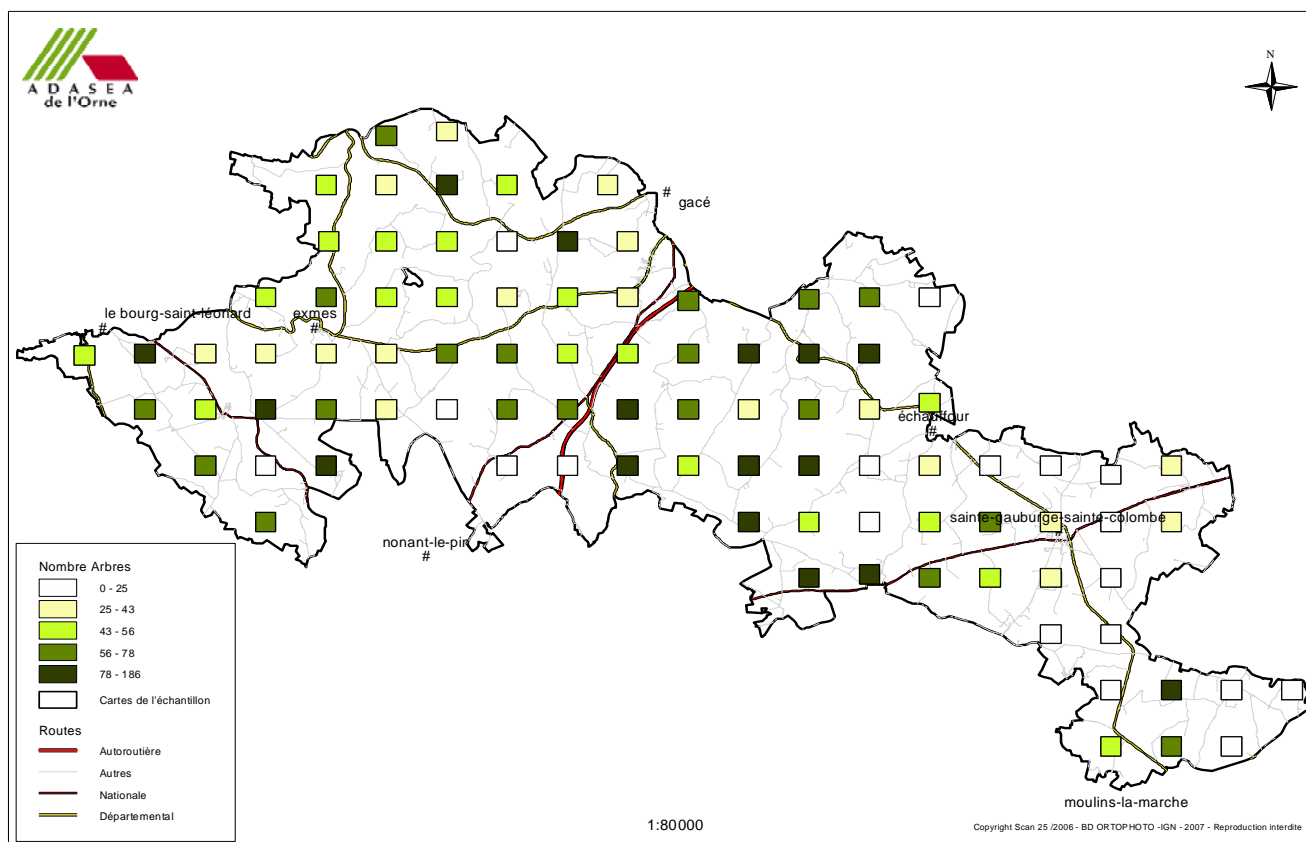 ADASEA
de l'Orne
N
#
gacé
le bourg-saint-léonard
#
exmes
#
échauffour
#
sainte-gauburge-sainte-colombe
#
nonant-le-pin
#
moulins-la-marche
Nombre Arbres
0 - 25
25 - 43
43 - 56
56 - 78
78 - 186
Cartes de l'échantillon
Routes
Autoroutière
Autres
Nationale
Départemental
1:80000
Copyright Scan 25 /2006 - BD ORTOPHOTO -IGN - 2007 - Reproduction interdite